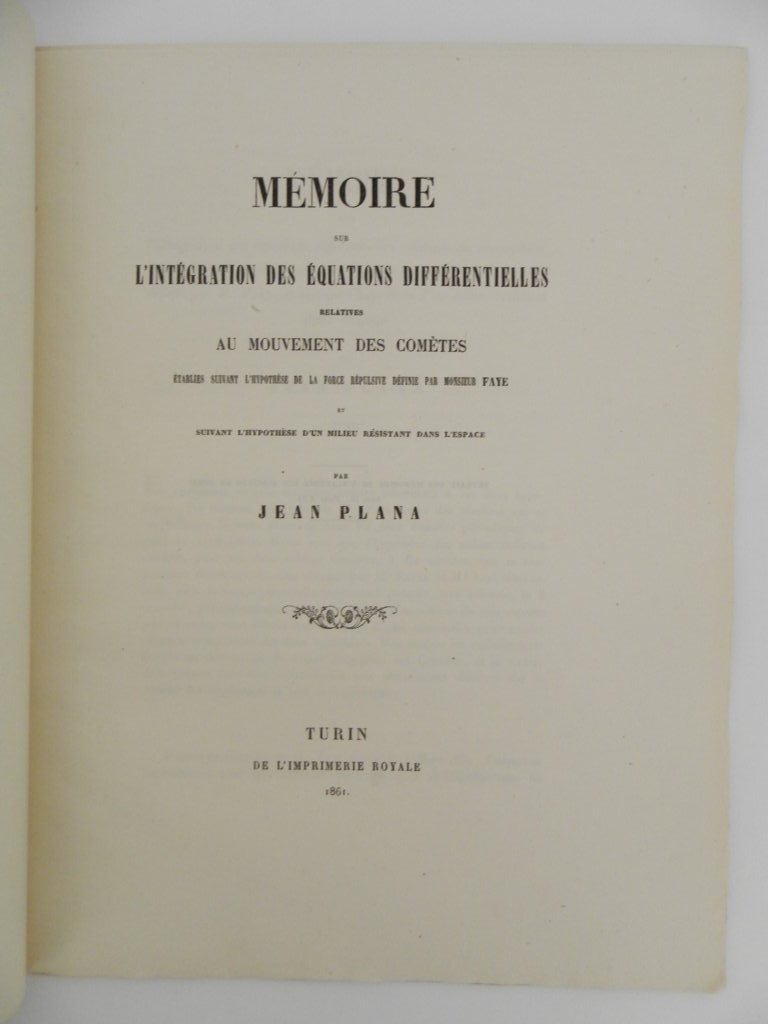 MÉMOIRE
SUR
L'INTÉGRATION DES ÉQUATIONS DIFFÉRENTIELLES
RELATIVES
AU MOUVEMENT DES COMÈTES
ÉTABLIES SUIVANT L'HYPOTHÈSE DE LA FORCE RÉPULSIVE DÉFINIE PAR MONSIEUR FAYE
ET
SUIVANT L'HYPOTHÈSE D'UN MILIEU RÉSISTANT DANS L'ESPACE
PAR
JEAN PLANA
TURIN
DE L'IMPRIMERIE ROYALE
1861.